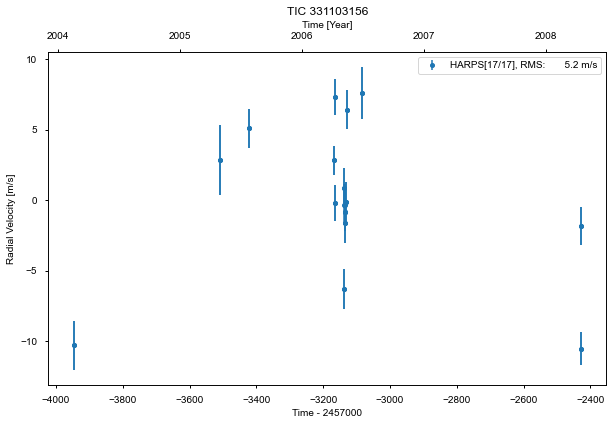 TIC 331103156
Time [Year]
2004 2005 2006 2007 2008
HARPS[17/17], RMS: 5.2 m/s
10
5
0
−5
−10
Radial Velocity [m/s]
−4000 −3800 −3600 −3400 −3200 −3000 −2800 −2600 −2400
Time - 2457000